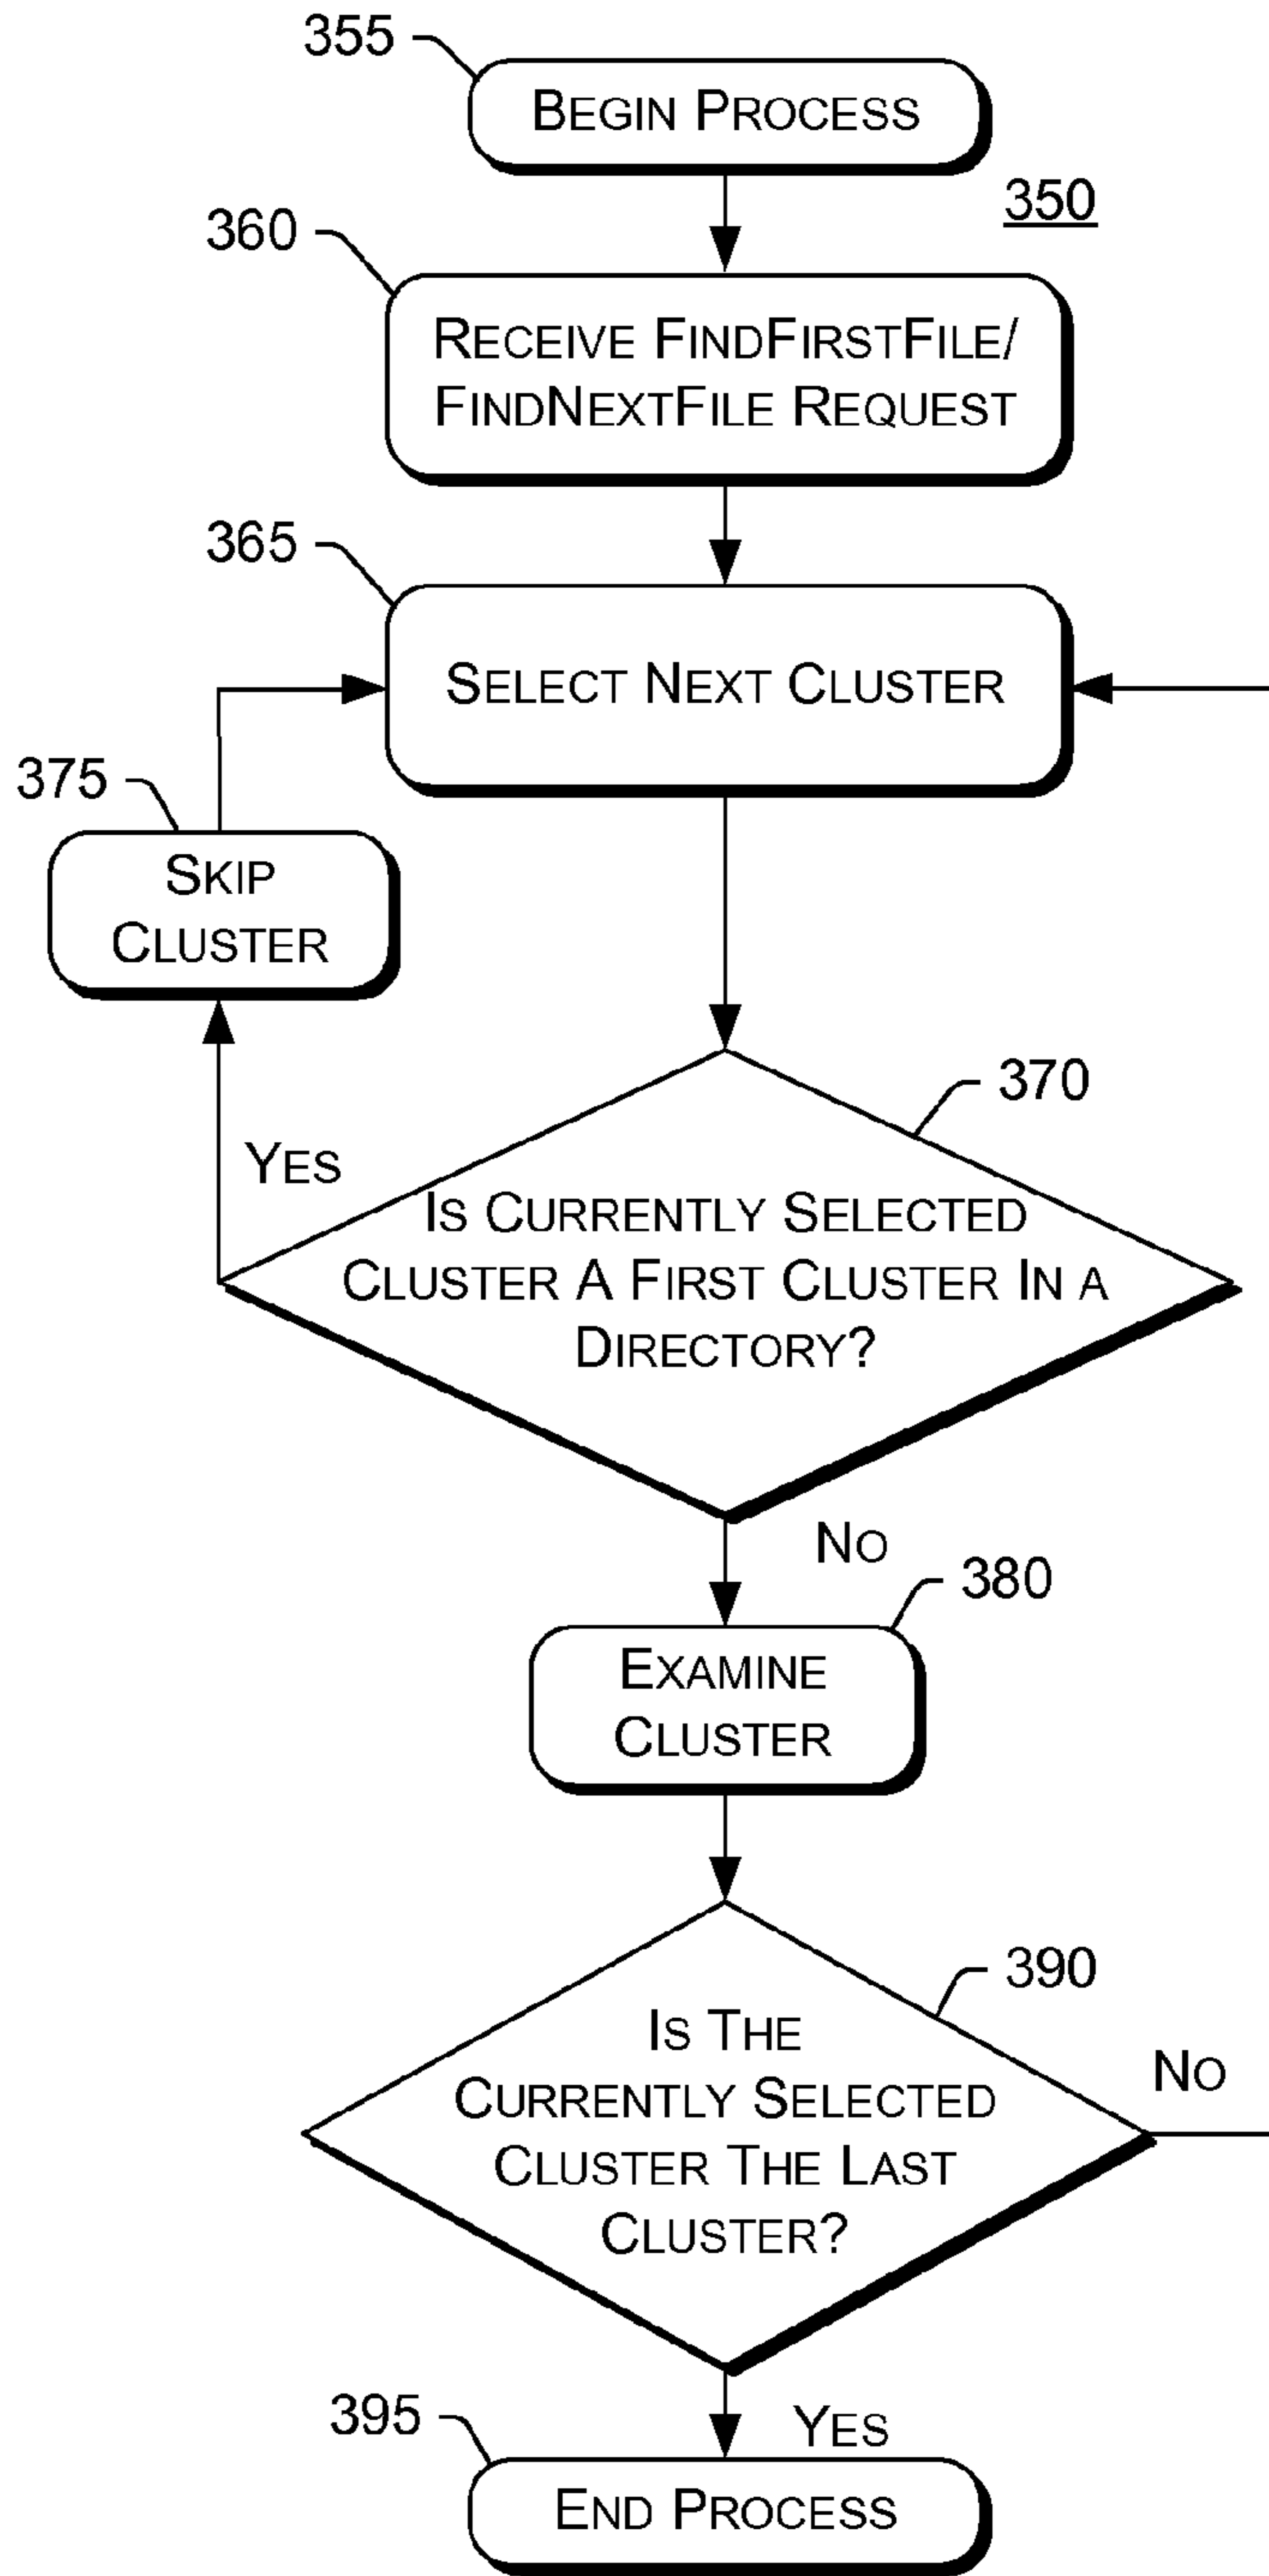 355
BEGIN PROCESS
350
360
RECEIVE FINDFIRSTFILE/
FINDNEXTFILE REQUEST
365
SELECT NEXT CLUSTER
375
SKIP
CLUSTER
370
YES
IS CURRENTLY SELECTED
CLUSTER A FIRST CLUSTER IN A
DIRECTORY?
NO
380
EXAMINE
CLUSTER
390
IS THE
CURRENTLY SELECTED
CLUSTER THE LAST
CLUSTER?
NO
395
YES
END PROCESS